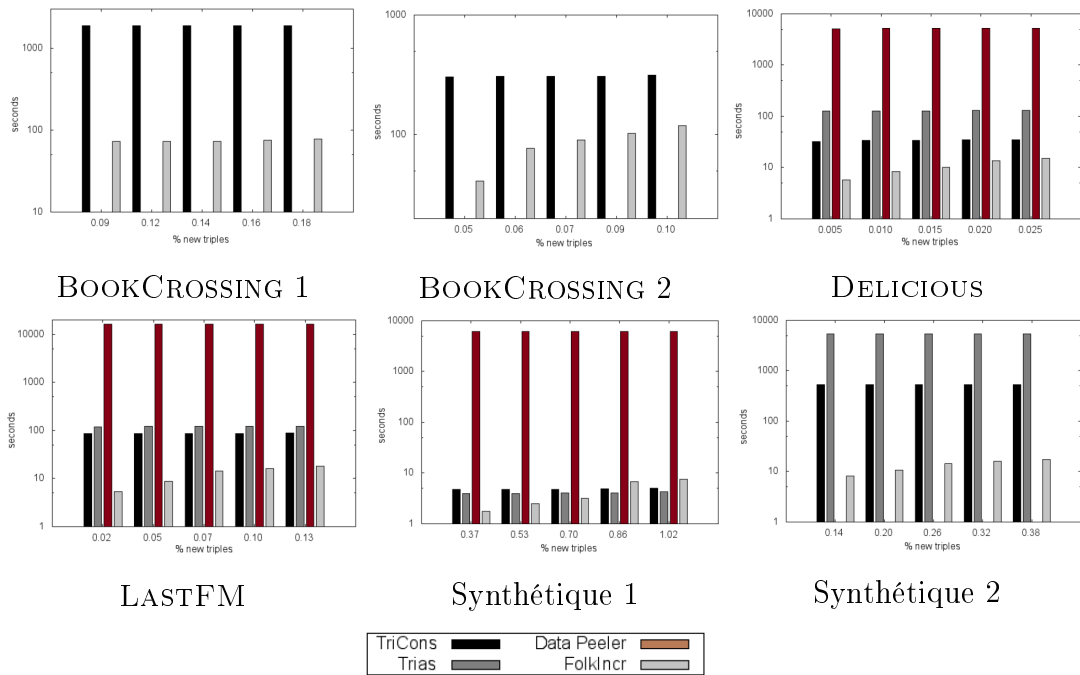 1000
100
10
seconds
0.09 0.12 0.14 0.16 0.18
% new triples
BOOKCROSSING 1
1000
100
seconds
0.05 0.06 0.07 0.09 0.10
% new triples
BOOKCROSSING 2
10000
1000
100
10
1
seconds
0.005 0.010 0.015 0.020 0.025
% new triples
DELICIOUS
10000
1000
100
10
1
seconds
0.02 0.05 0.07 0.10 0.13
% new triples
LASTFM
10000
1000
100
10
1
seconds
0.37 0.53 0.70 0.86 1.02
% new triples
Synthétique 1
10000
1000
100
10
1
seconds
0.14 0.20 0.26 0.32 0.38
% new triples
Synthétique 2
TriCons Data Peeler
Trias FolkIncr